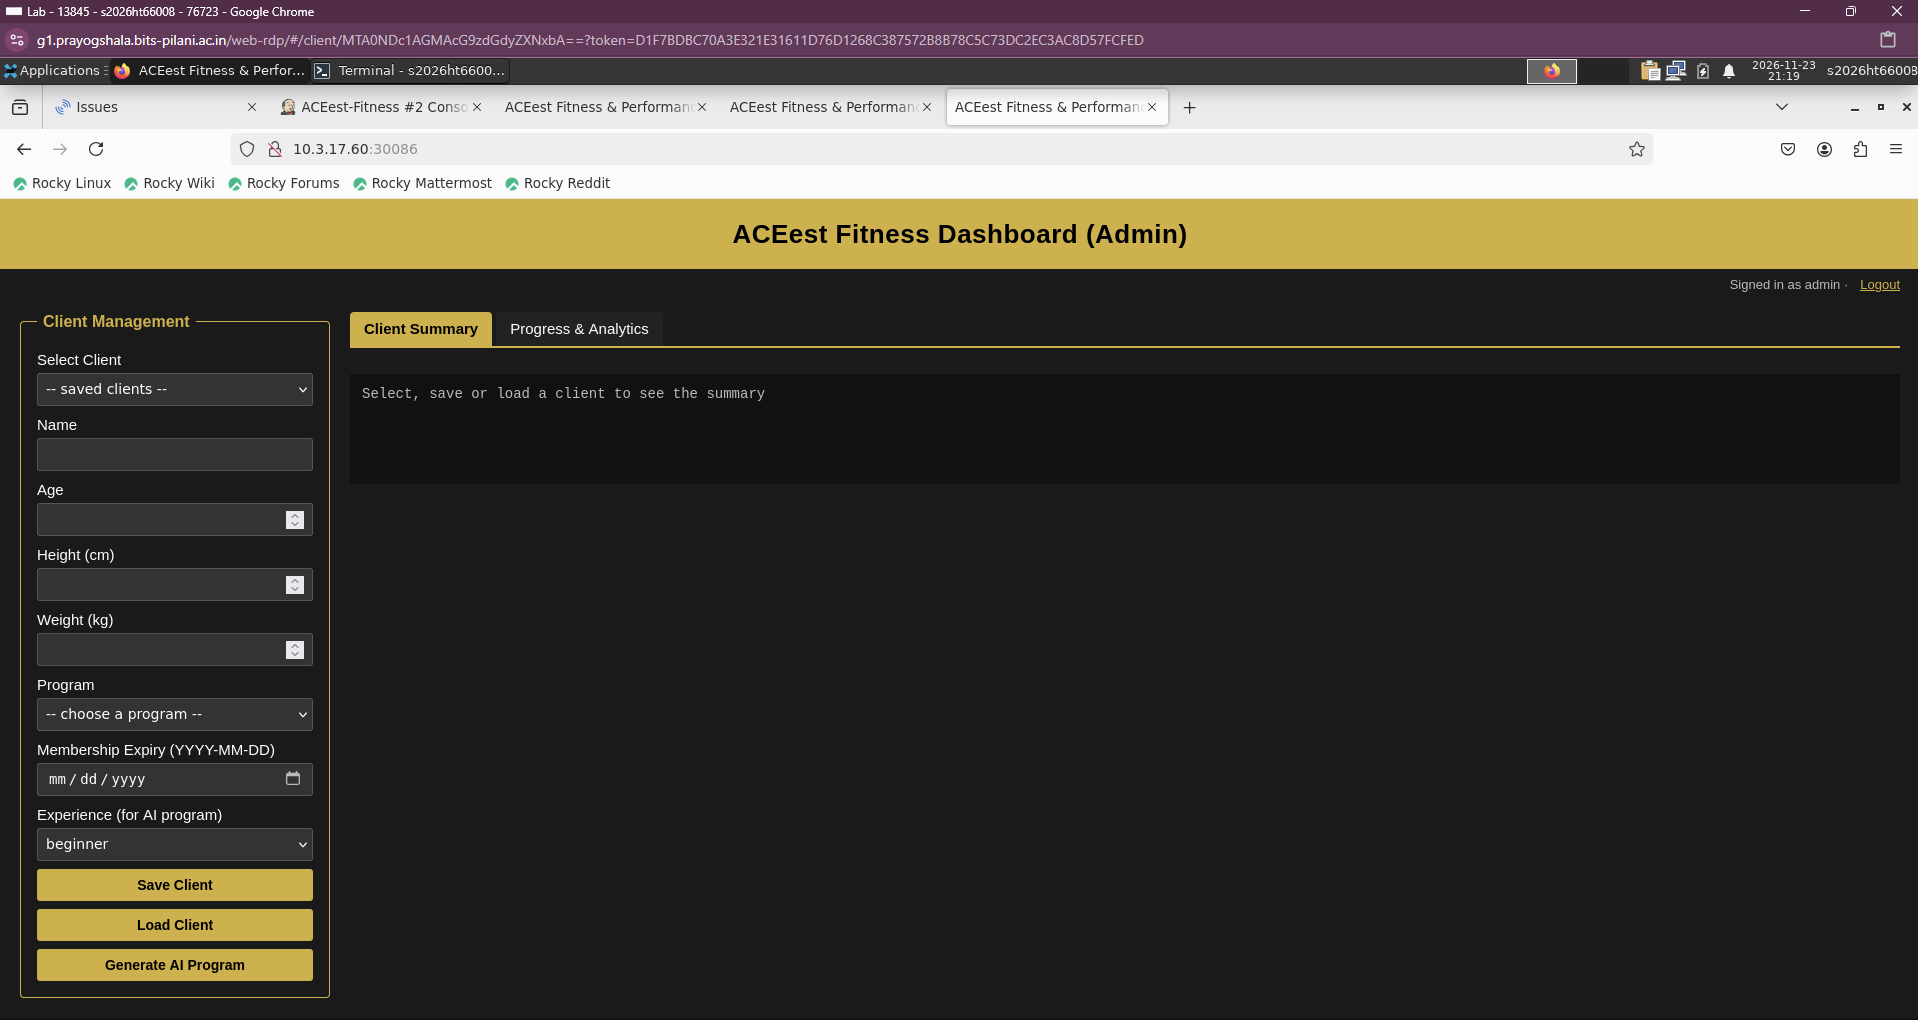 Lab - 13845 - s2026ht66008 - 76723 - Google Chrome
g1.prayogshala.bits-pilani.ac.in/web-rdp/#/client/MTA0NDc1AGMAcG9zdGdyZXNxbA==?token=D1F7BDBC70A3E321E31611D76D1268C387572B8B78C5C73DC2EC3AC8D57FCFED
Applications ACEest Fitness & Perfor... Terminal - s2026ht6600... 2026-11-23 21:19 s2026ht66008
Issues ACEest-Fitness #2 Conso ACEest Fitness & Performan ACEest Fitness & Performan ACEest Fitness & Performanc
10.3.17.60:30086
Rocky Linux Rocky Wiki Rocky Forums Rocky Mattermost Rocky Reddit
ACEest Fitness Dashboard (Admin)
Signed in as admin · Logout
Client Management
Client Summary Progress & Analytics
Select Client
-- saved clients --
Select, save or load a client to see the summary
Name
Age
Height (cm)
Weight (kg)
Program
-- choose a program --
Membership Expiry (YYYY-MM-DD)
mm / dd / yyyy
Experience (for AI program)
beginner
Save Client
Load Client
Generate AI Program